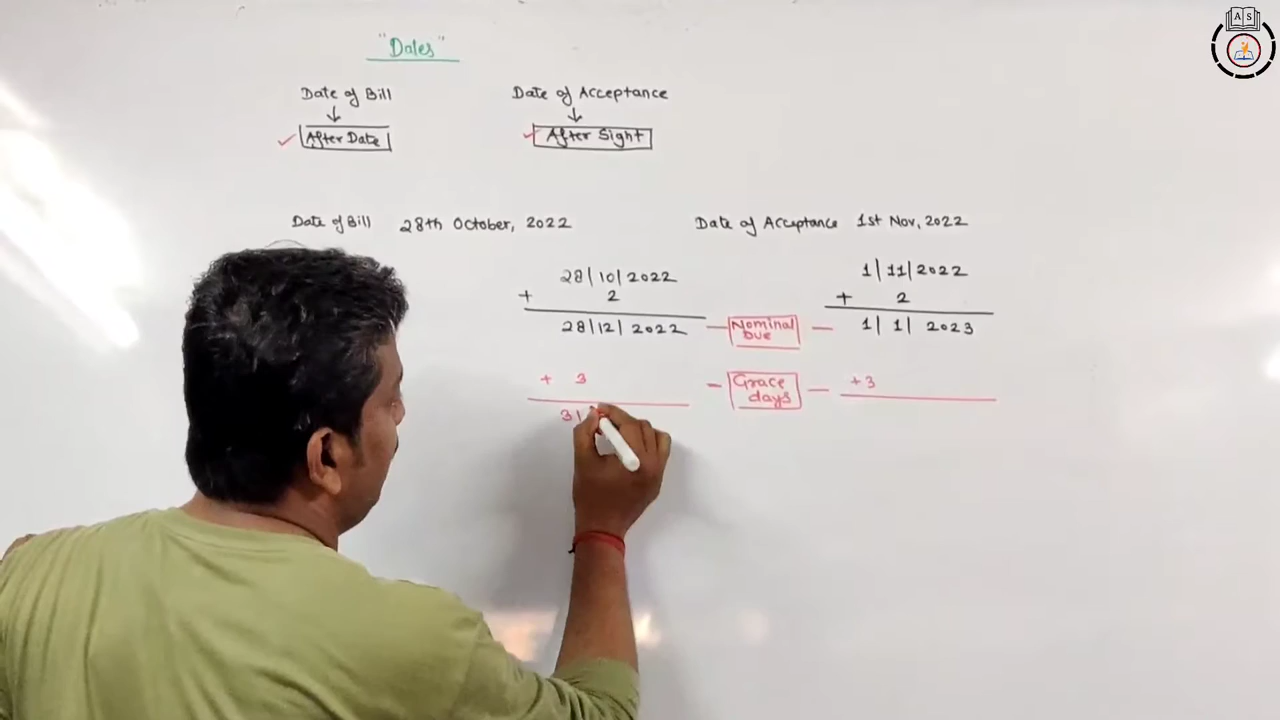 A S
"Dates"
Date of Bill Date of Acceptance
After Date After Sight
Date of Bill 28th October, 2022 Date of Acceptance 1st Nov, 2022
28|10|2022 1|11|2022
+ 2 + 2
28|12|2022 — Nominal Due — 1|1|2023
+ 3 - Grace days — +3
31